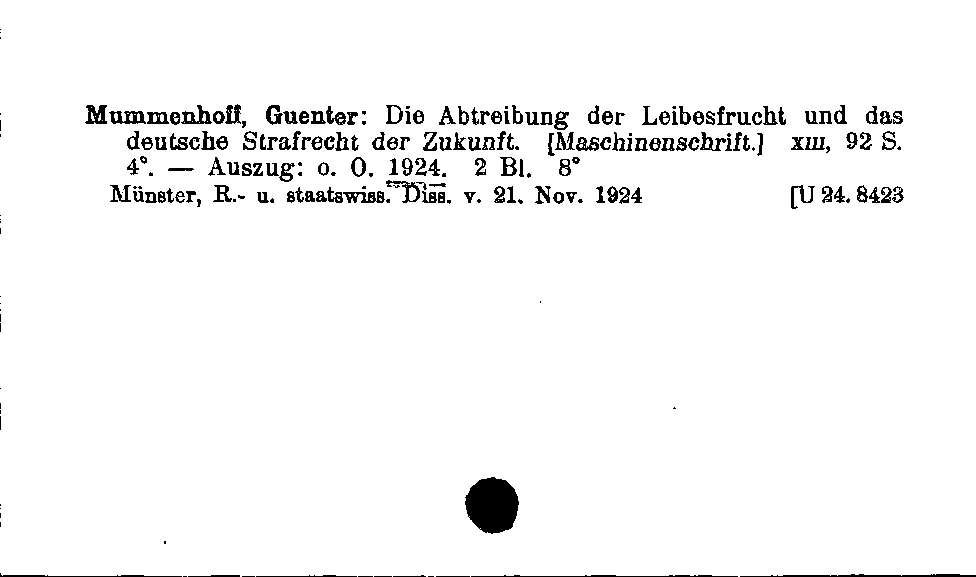 Mummenhoff, Guenter: Die Abtreibung der Leibesfrucht und das
deutsche Strafrecht der Zukunft. [Maschinenschrift.] XIII, 92 S.
4°. — Auszug: o. O. 1924. 2 Bl. 8°
Münster, R.- u. staatswiss. Diss. v. 21. Nov. 1924 [U 24. 8423